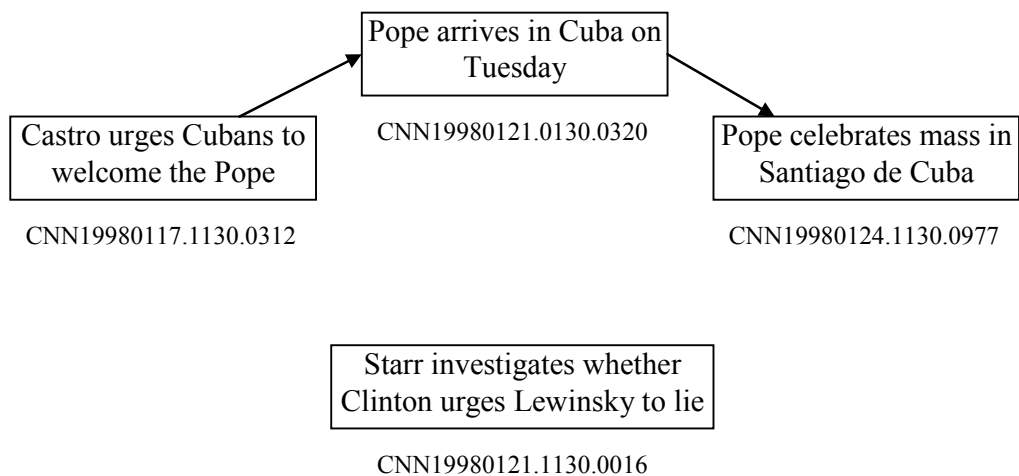 Pope arrives in Cuba on
Tuesday
CNN19980121.0130.0320
Castro urges Cubans to
welcome the Pope
CNN19980117.1130.0312
Pope celebrates mass in
Santiago de Cuba
CNN19980124.1130.0977
Starr investigates whether
Clinton urges Lewinsky to lie
CNN19980121.1130.0016